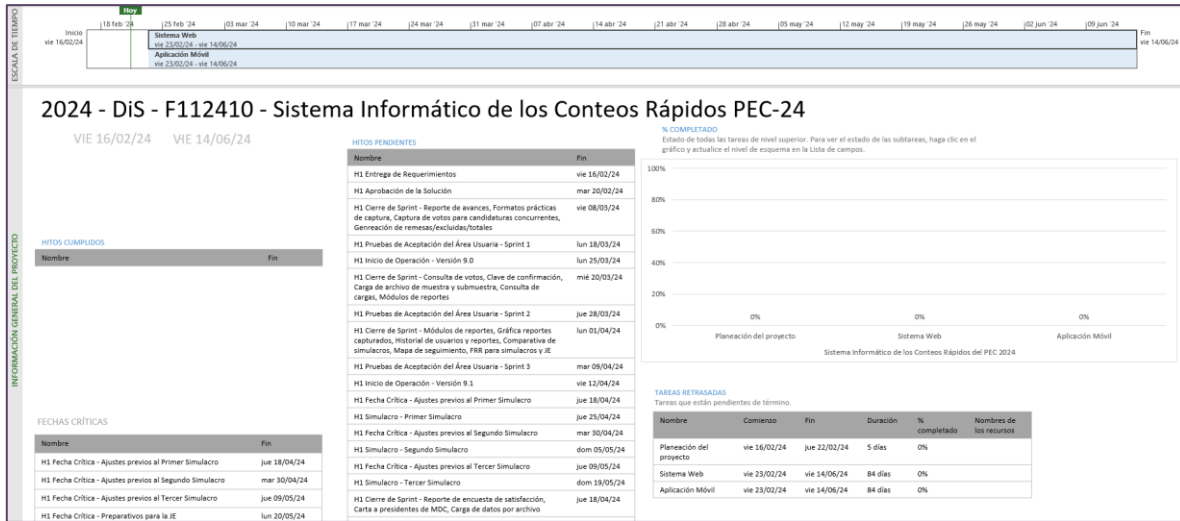 ESCALA DE TIEMPO
Hoy
18 feb '24
25 feb '24
03 mar '24
10 mar '24
17 mar '24
24 mar '24
31 mar '24
07 abr '24
14 abr '24
21 abr '24
28 abr '24
05 may '24
12 may '24
19 may '24
26 may '24
02 jun '24
09 jun '24
Inicio
vie 16/02/24
Sistema Web
vie 23/02/24 - vie 14/06/24
Aplicación Móvil
vie 23/02/24 - vie 14/06/24
Fin
vie 14/06/24
INFORMACIÓN GENERAL DEL PROYECTO
2024 - DiS - F112410 - Sistema Informático de los Conteos Rápidos PEC-24
VIE 16/02/24 VIE 14/06/24
HITOS CUMPLIDOS
Nombre Fin
FECHAS CRÍTICAS
Nombre Fin
H1 Fecha Crítica - Ajustes previos al Primer Simulacro jue 18/04/24
H1 Fecha Crítica - Ajustes previos al Segundo Simulacro mar 30/04/24
H1 Fecha Crítica - Ajustes previos al Tercer Simulacro jue 09/05/24
H1 Fecha Crítica - Preparativos para la JE lun 20/05/24
HITOS PENDIENTES
Nombre Fin
H1 Entrega de Requerimientos vie 16/02/24
H1 Aprobación de la Solución mar 20/02/24
H1 Cierre de Sprint - Reporte de avances, Formatos prácticas vie 08/03/24
de captura, Captura de votos para candidaturas concurrentes,
Genreación de remesas/excluidas/totales
H1 Pruebas de Aceptación del Área Usuaria - Sprint 1 lun 18/03/24
H1 Inicio de Operación - Versión 9.0 lun 25/03/24
H1 Cierre de Sprint - Consulta de votos, Clave de confirmación, mié 20/03/24
Carga de archivo de muestra y submuestra, Consulta de
cargas, Módulos de reportes
H1 Pruebas de Aceptación del Área Usuaria - Sprint 2 jue 28/03/24
H1 Cierre de Sprint - Módulos de reportes, Gráfica reportes lun 01/04/24
capturados, Historial de usuarios y reportes, Comparativa de
simulacros, Mapa de seguimiento, FRR para simulacros y JE
H1 Pruebas de Aceptación del Área Usuaria - Sprint 3 mar 09/04/24
H1 Inicio de Operación - Versión 9.1 vie 12/04/24
H1 Fecha Crítica - Ajustes previos al Primer Simulacro jue 18/04/24
H1 Simulacro - Primer Simulacro jue 25/04/24
H1 Fecha Crítica - Ajustes previos al Segundo Simulacro mar 30/04/24
H1 Simulacro - Segundo Simulacro dom 05/05/24
H1 Fecha Crítica - Ajustes previos al Tercer Simulacro jue 09/05/24
H1 Simulacro - Tercer Simulacro dom 19/05/24
H1 Cierre de Sprint - Reporte de encuesta de satisfacción, jue 18/04/24
Carta a presidentes de MDC, Carga de datos por archivo
% COMPLETADO
Estado de todas las tareas de nivel superior. Para ver el estado de las subtareas, haga clic en el
gráfico y actualice el nivel de esquema en la Lista de campos.
100%
80%
60%
40%
20%
0%
0% 0% 0%
Planeación del proyecto Sistema Web Aplicación Móvil
Sistema Informático de los Conteos Rápidos del PEC 2024
TAREAS RETRASADAS
Tareas que están pendientes de término.
Nombre Comienzo Fin Duración % completado Nombres de los recursos
Planeación del proyecto vie 16/02/24 jue 22/02/24 5 días 0%
Sistema Web vie 23/02/24 vie 14/06/24 84 días 0%
Aplicación Móvil vie 23/02/24 vie 14/06/24 84 días 0%